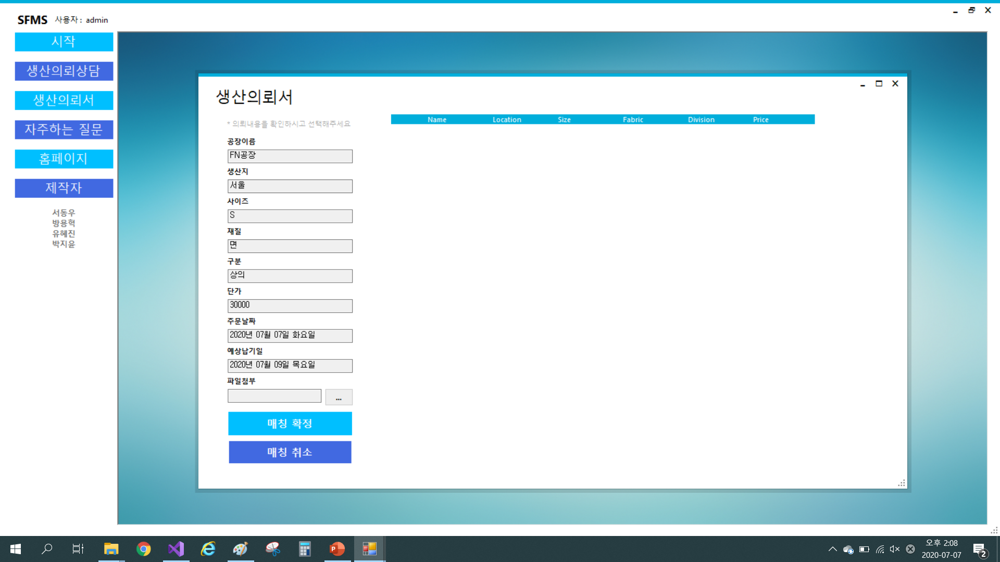 SFMS 사용자 : admin
시작
생산의뢰상담
생산의뢰서
자주하는 질문
홈페이지
제작자
서동우
방용혁
유혜진
박지윤
생산의뢰서
* 의뢰내용을 확인하시고 선택해주세요
공장이름
FN공장
생산지
서울
사이즈
S
재질
면
구분
상의
단가
30000
주문날짜
2020년 07월 07일 화요일
예상납기일
2020년 07월 09일 목요일
파일첨부
...
매칭 확정
매칭 취소
Name Location Size Fabric Division Price
오후 2:08
2020-07-07
2